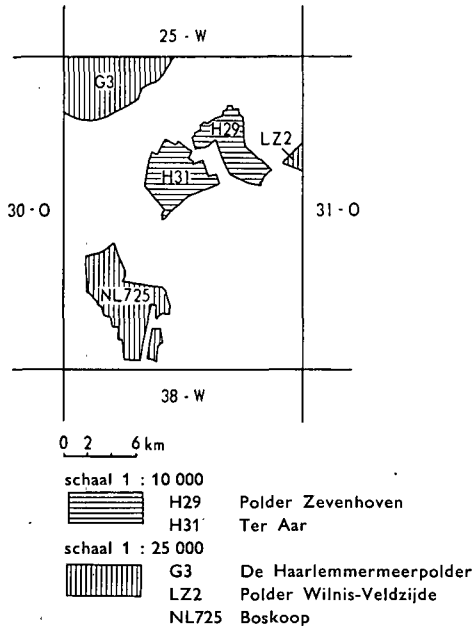 25 - W
G3
H29
LZ2
H31
30 - O
31 - O
NL725
38 - W
0 2 6 km
schaal 1 : 10 000
H29 Polder Zevenhoven
H31 Ter Aar
schaal 1 : 25 000
G3 De Haarlemmermeerpolder
LZ2 Polder Wilnis-Veldzijde
NL725 Boskoop